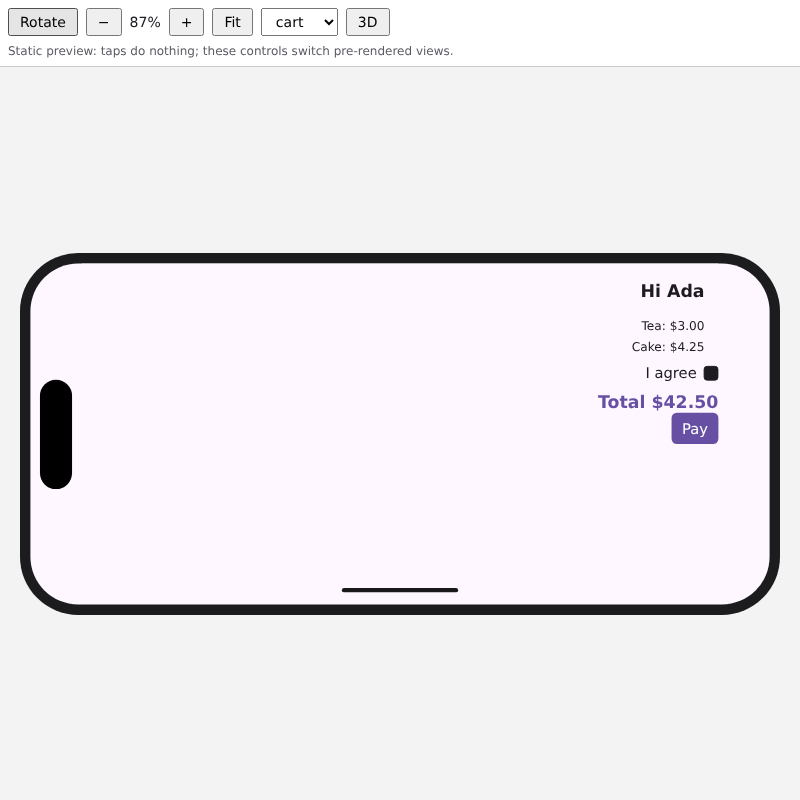 Rotate − 87% + Fit cart 3D
Static preview: taps do nothing; these controls switch pre-rendered views.
Hi Ada
Tea: $3.00
Cake: $4.25
I agree
Total $42.50
Pay